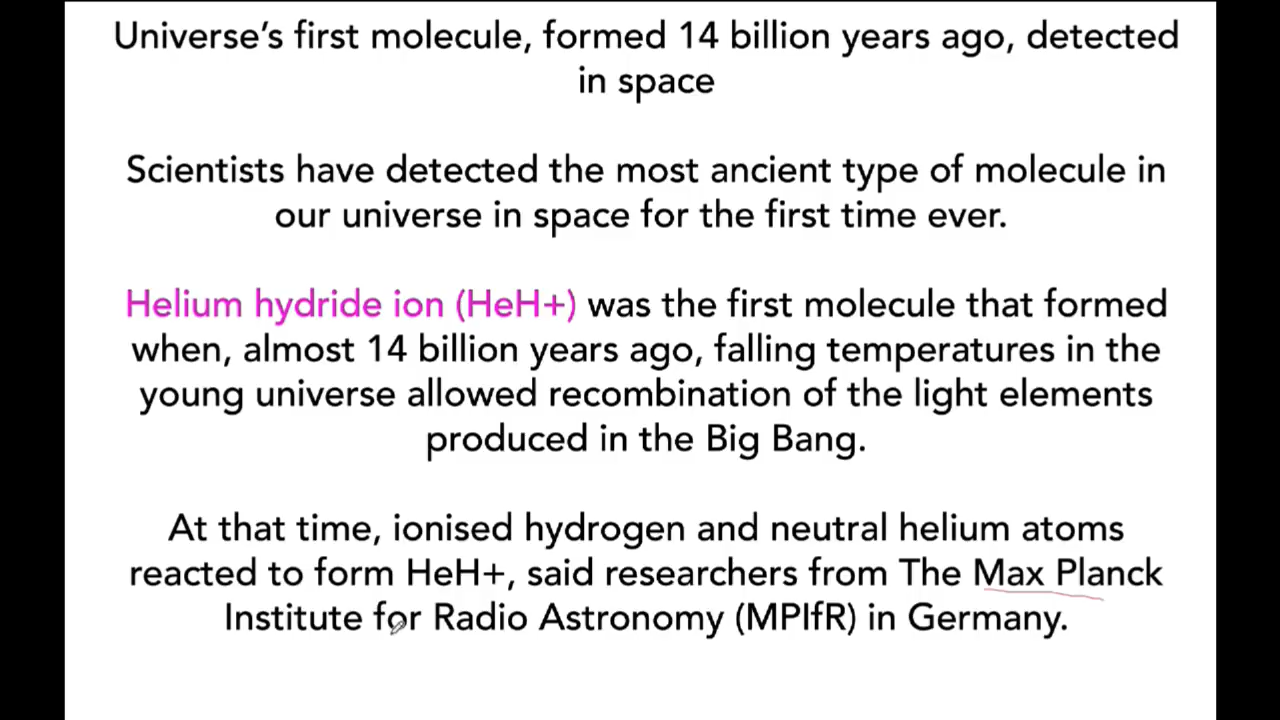 Universe's first molecule, formed 14 billion years ago, detected
in space
Scientists have detected the most ancient type of molecule in
our universe in space for the first time ever.
Helium hydride ion (HeH+) was the first molecule that formed
when, almost 14 billion years ago, falling temperatures in the
young universe allowed recombination of the light elements
produced in the Big Bang.
At that time, ionised hydrogen and neutral helium atoms
reacted to form HeH+, said researchers from The Max Planck
Institute for Radio Astronomy (MPIfR) in Germany.